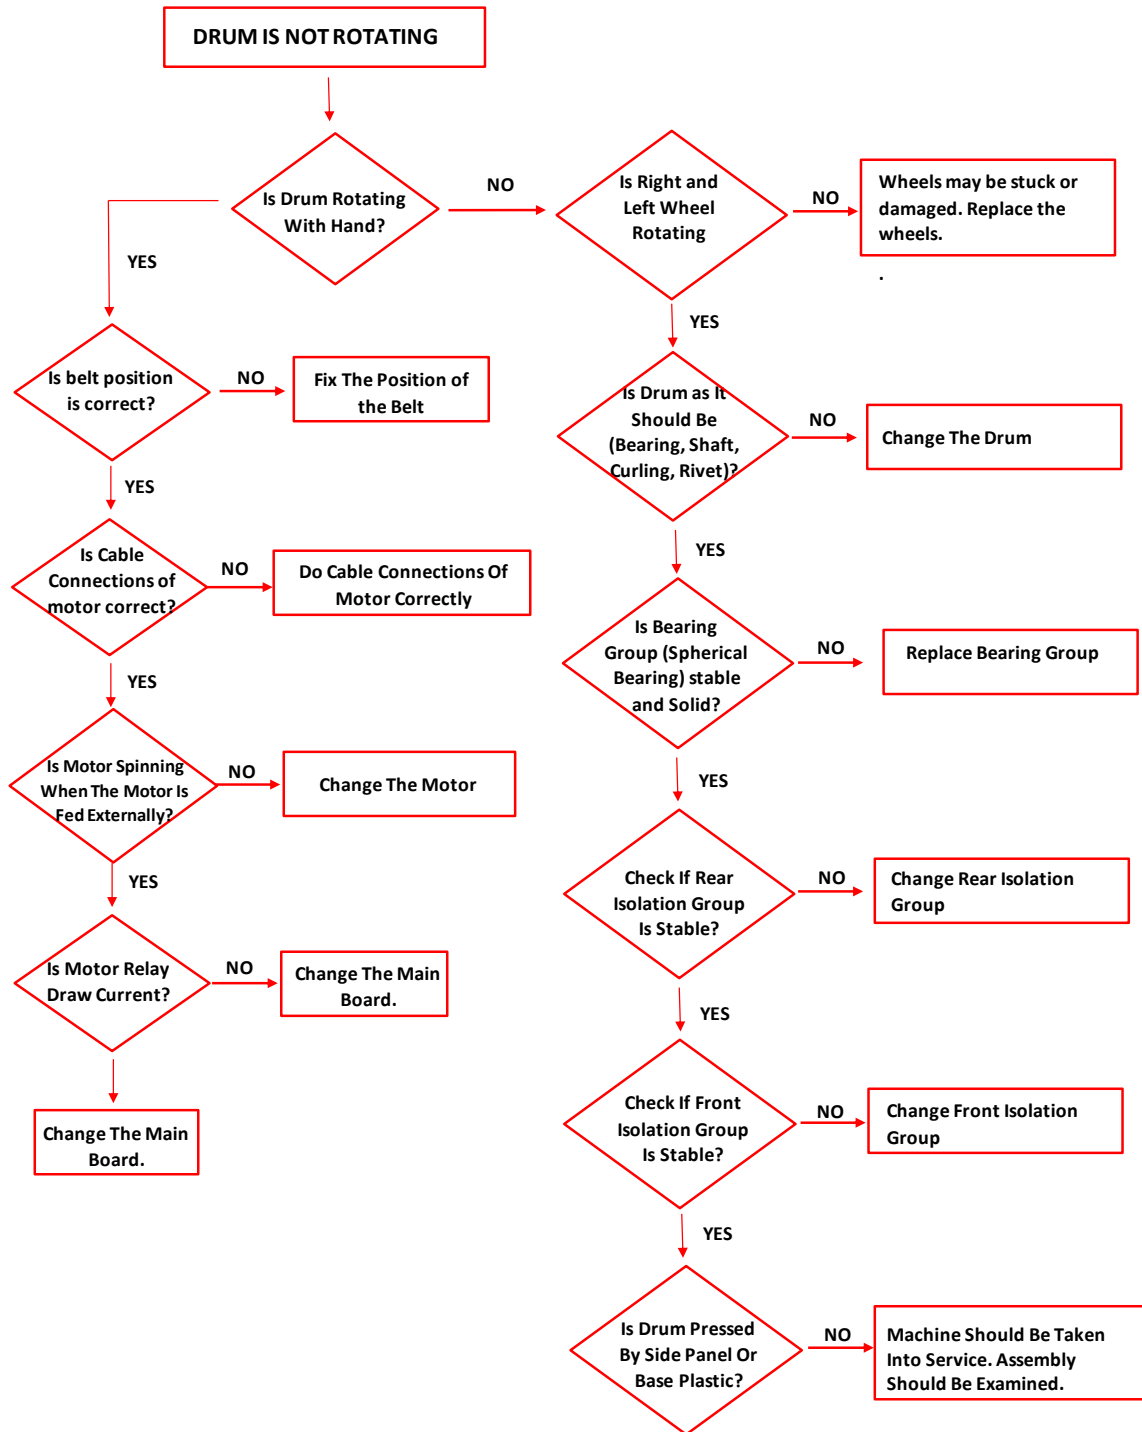 DRUM IS NOT ROTATING
Is Drum Rotating
With Hand?
NO
Is Right and
Left Wheel
Rotating
NO
Wheels may be stuck or
damaged. Replace the
wheels.
.
YES
YES
Is belt position
is correct?
NO
Fix The Position of
the Belt
Is Drum as It
Should Be
(Bearing, Shaft,
Curling, Rivet)?
NO
Change The Drum
YES
YES
Is Cable
Connections of
motor correct?
NO
Do Cable Connections Of
Motor Correctly
Is Bearing
Group (Spherical
Bearing) stable
and Solid?
NO
Replace Bearing Group
YES
YES
Is Motor Spinning
When The Motor Is
Fed Externally?
NO
Change The Motor
Check If Rear
Isolation Group
Is Stable?
NO
Change Rear Isolation
Group
YES
YES
Is Motor Relay
Draw Current?
NO
Change The Main
Board.
Change The Main
Board.
Check If Front
Isolation Group
Is Stable?
NO
Change Front Isolation
Group
YES
Is Drum Pressed
By Side Panel Or
Base Plastic?
NO
Machine Should Be Taken
Into Service. Assembly
Should Be Examined.